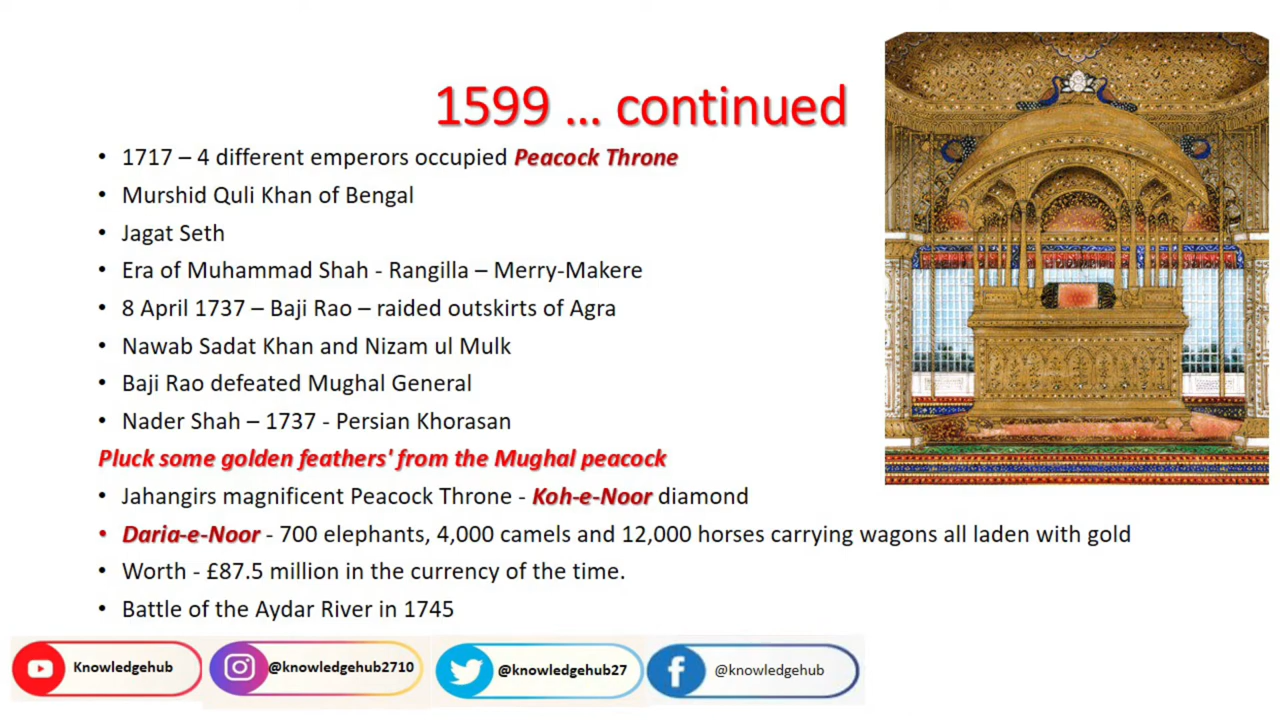 1599 ... continued
• 1717 – 4 different emperors occupied Peacock Throne
• Murshid Quli Khan of Bengal
• Jagat Seth
• Era of Muhammad Shah - Rangilla – Merry-Makere
• 8 April 1737 – Baji Rao – raided outskirts of Agra
• Nawab Sadat Khan and Nizam ul Mulk
• Baji Rao defeated Mughal General
• Nader Shah – 1737 - Persian Khorasan
Pluck some golden feathers' from the Mughal peacock
• Jahangirs magnificent Peacock Throne - Koh-e-Noor diamond
• Daria-e-Noor - 700 elephants, 4,000 camels and 12,000 horses carrying wagons all laden with gold
• Worth - £87.5 million in the currency of the time.
• Battle of the Aydar River in 1745
Knowledgehub
@knowledgehub2710
@knowledgehub27
@knowledgehub